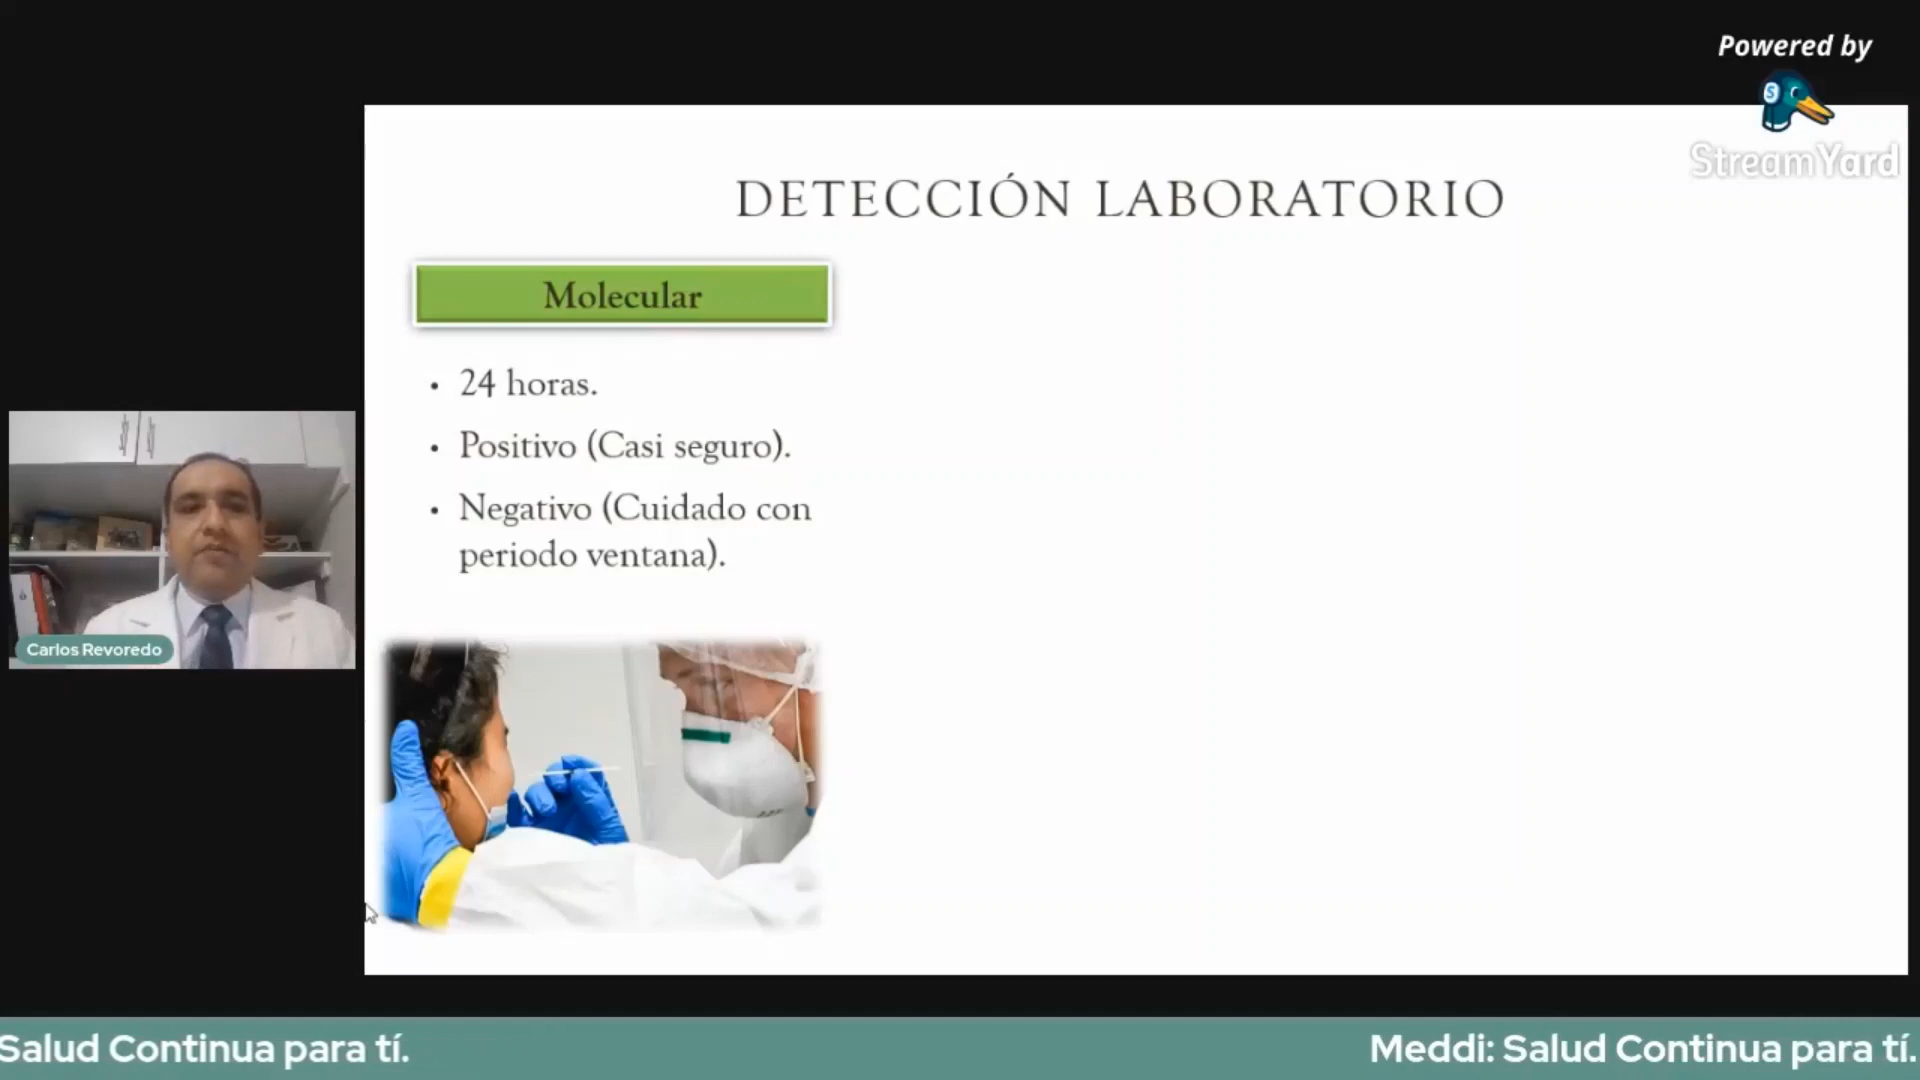 Powered by
StreamYard
DETECCIÓN LABORATORIO
Molecular
• 24 horas.
• Positivo (Casi seguro).
• Negativo (Cuidado con
periodo ventana).
Carlos Revoredo
Salud Continua para tí.
Meddi: Salud Continua para tí.